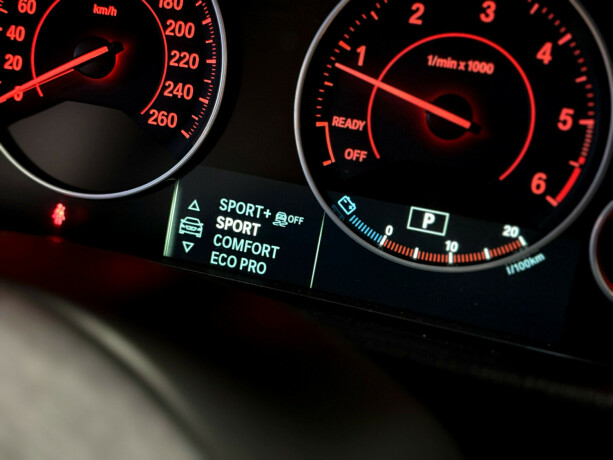 km/h
60
40
20
0
180
200
220
240
260
1
2
3
4
5
6
1/min x 1000
READY
OFF
SPORT+ OFF
SPORT
COMFORT
ECO PRO
P
0
10
20
l/100km